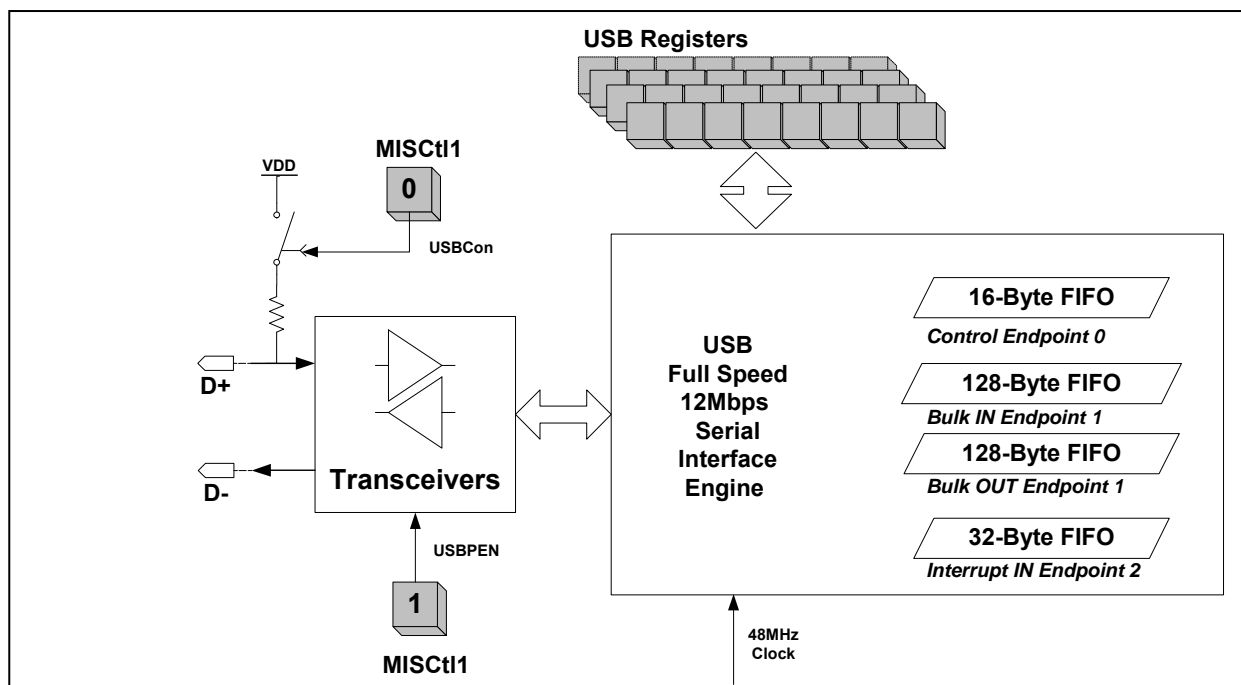 USB Registers
MISCtl1
0
VDD
USBCon
D+
D-
Transceivers
USBPEN
1
MISCtl1
USB
Full Speed
12Mbps
Serial
Interface
Engine
16-Byte FIFO
Control Endpoint 0
128-Byte FIFO
Bulk IN Endpoint 1
128-Byte FIFO
Bulk OUT Endpoint 1
32-Byte FIFO
Interrupt IN Endpoint 2
48MHz
Clock